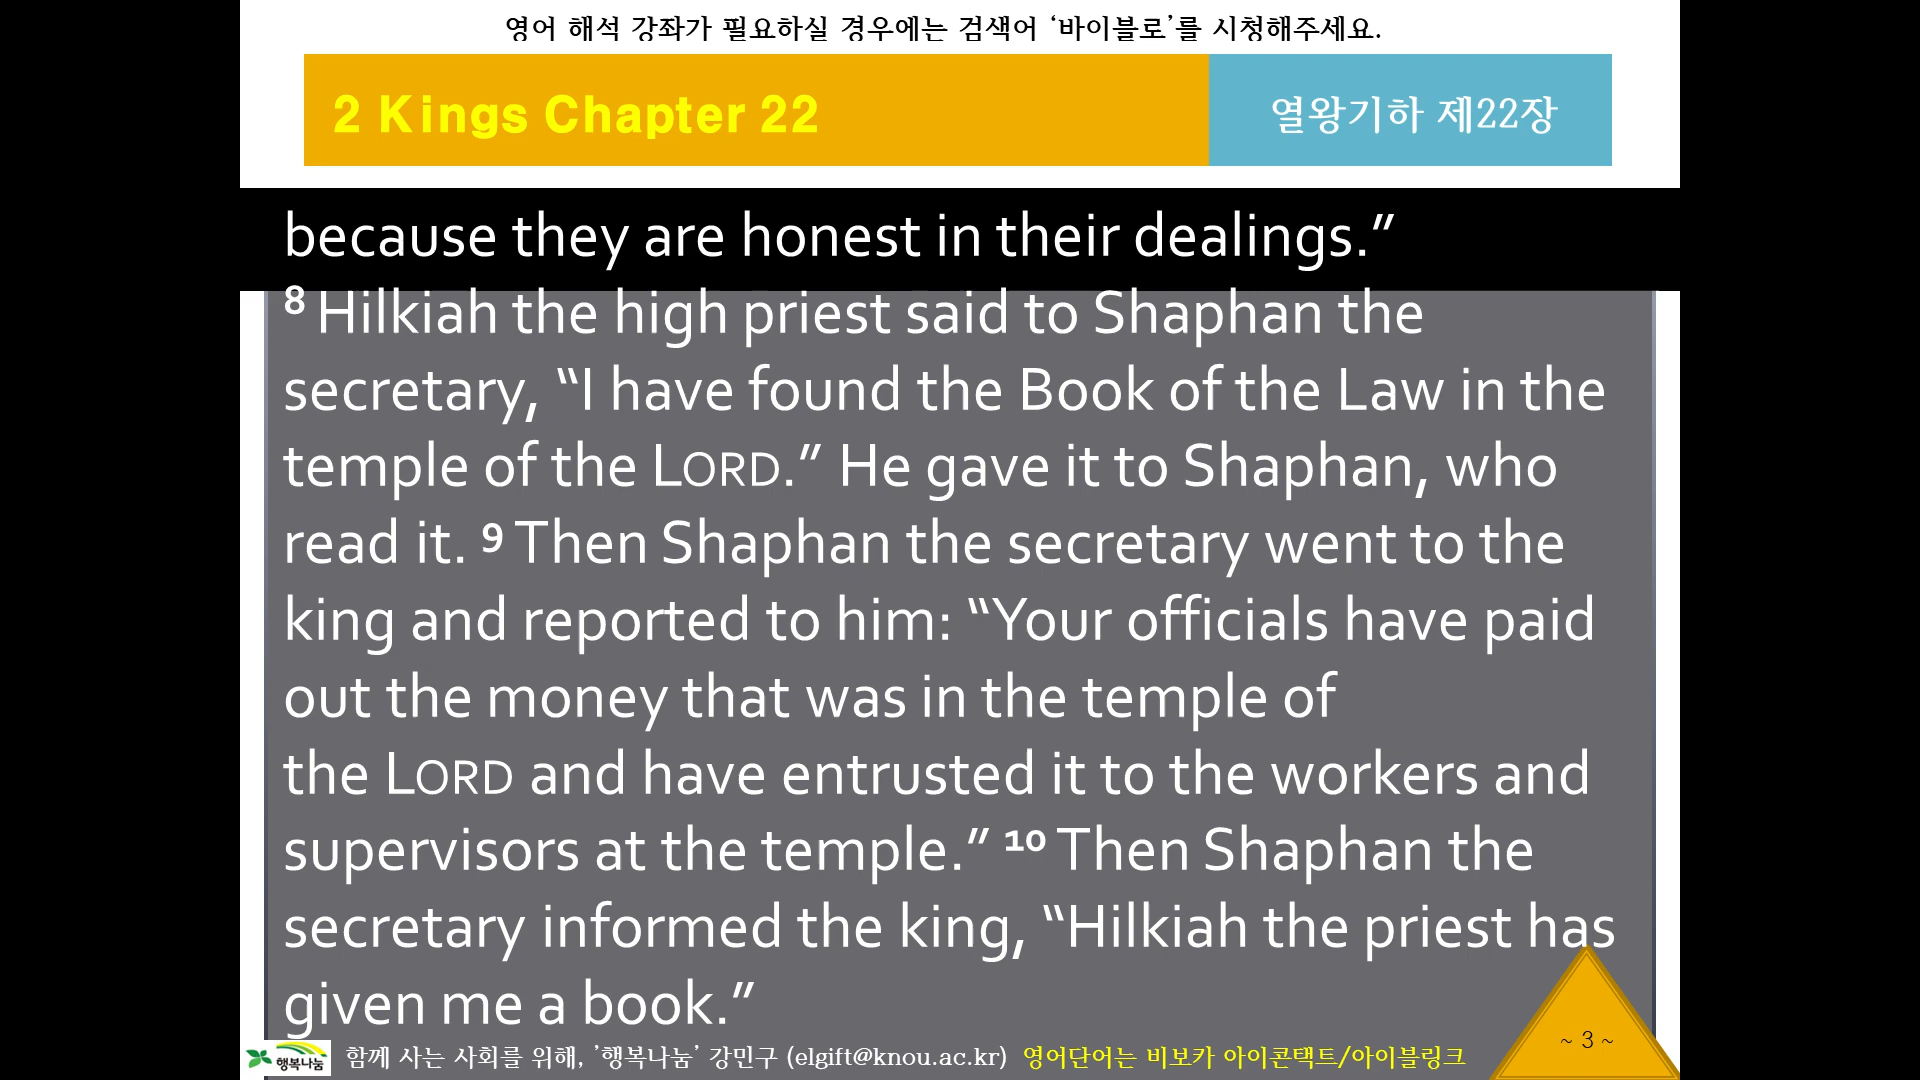 영어 해석 강좌가 필요하실 경우에는 검색어 ‘바이블로’를 시청해주세요.
2 Kings Chapter 22
열왕기하 제22장
because they are honest in their dealings.”
8 Hilkiah the high priest said to Shaphan the
secretary, “I have found the Book of the Law in the
temple of the LORD.” He gave it to Shaphan, who
read it. 9 Then Shaphan the secretary went to the
king and reported to him: “Your officials have paid
out the money that was in the temple of
the LORD and have entrusted it to the workers and
supervisors at the temple.” 10 Then Shaphan the
secretary informed the king, “Hilkiah the priest has
given me a book.”
~ 3 ~
행복나눔
함께 사는 사회를 위해, ’행복나눔’ 강민구 (elgift@knou.ac.kr) 영어단어는 비보카 아이콘택트/아이블링크